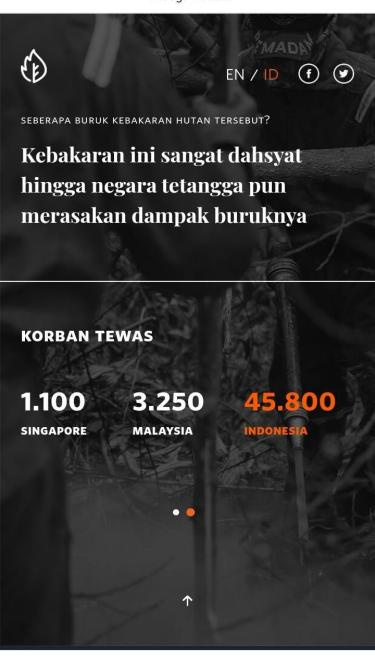 EN / ID
SEBERAPA BURUK KEBAKARAN HUTAN TERSEBUT?
Kebakaran ini sangat dahsyat
hingga negara tetangga pun
merasakan dampak buruknya
KORBAN TEWAS
1.100 3.250 45.800
SINGAPORE MALAYSIA INDONESIA